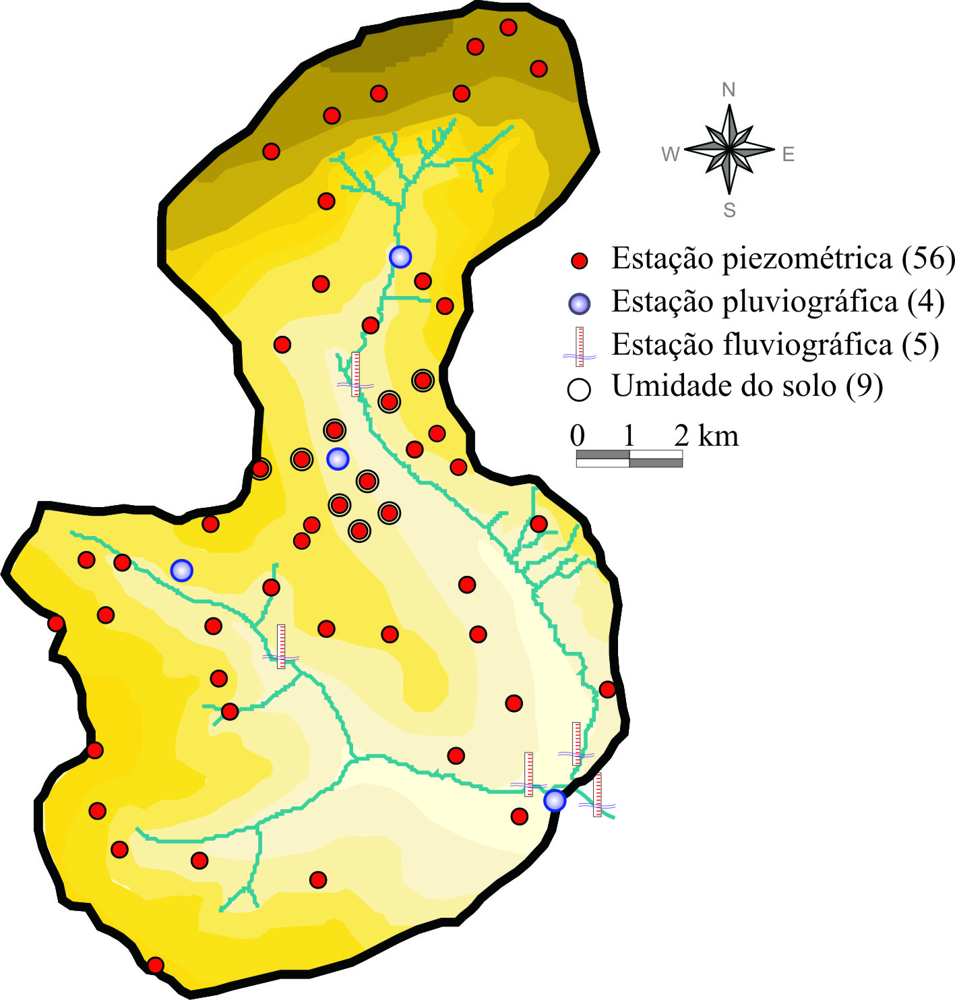 N
W E
S
Estação piezométrica (56)
Estação pluviográfica (4)
Estação fluviográfica (5)
Umidade do solo (9)
0 1 2 km